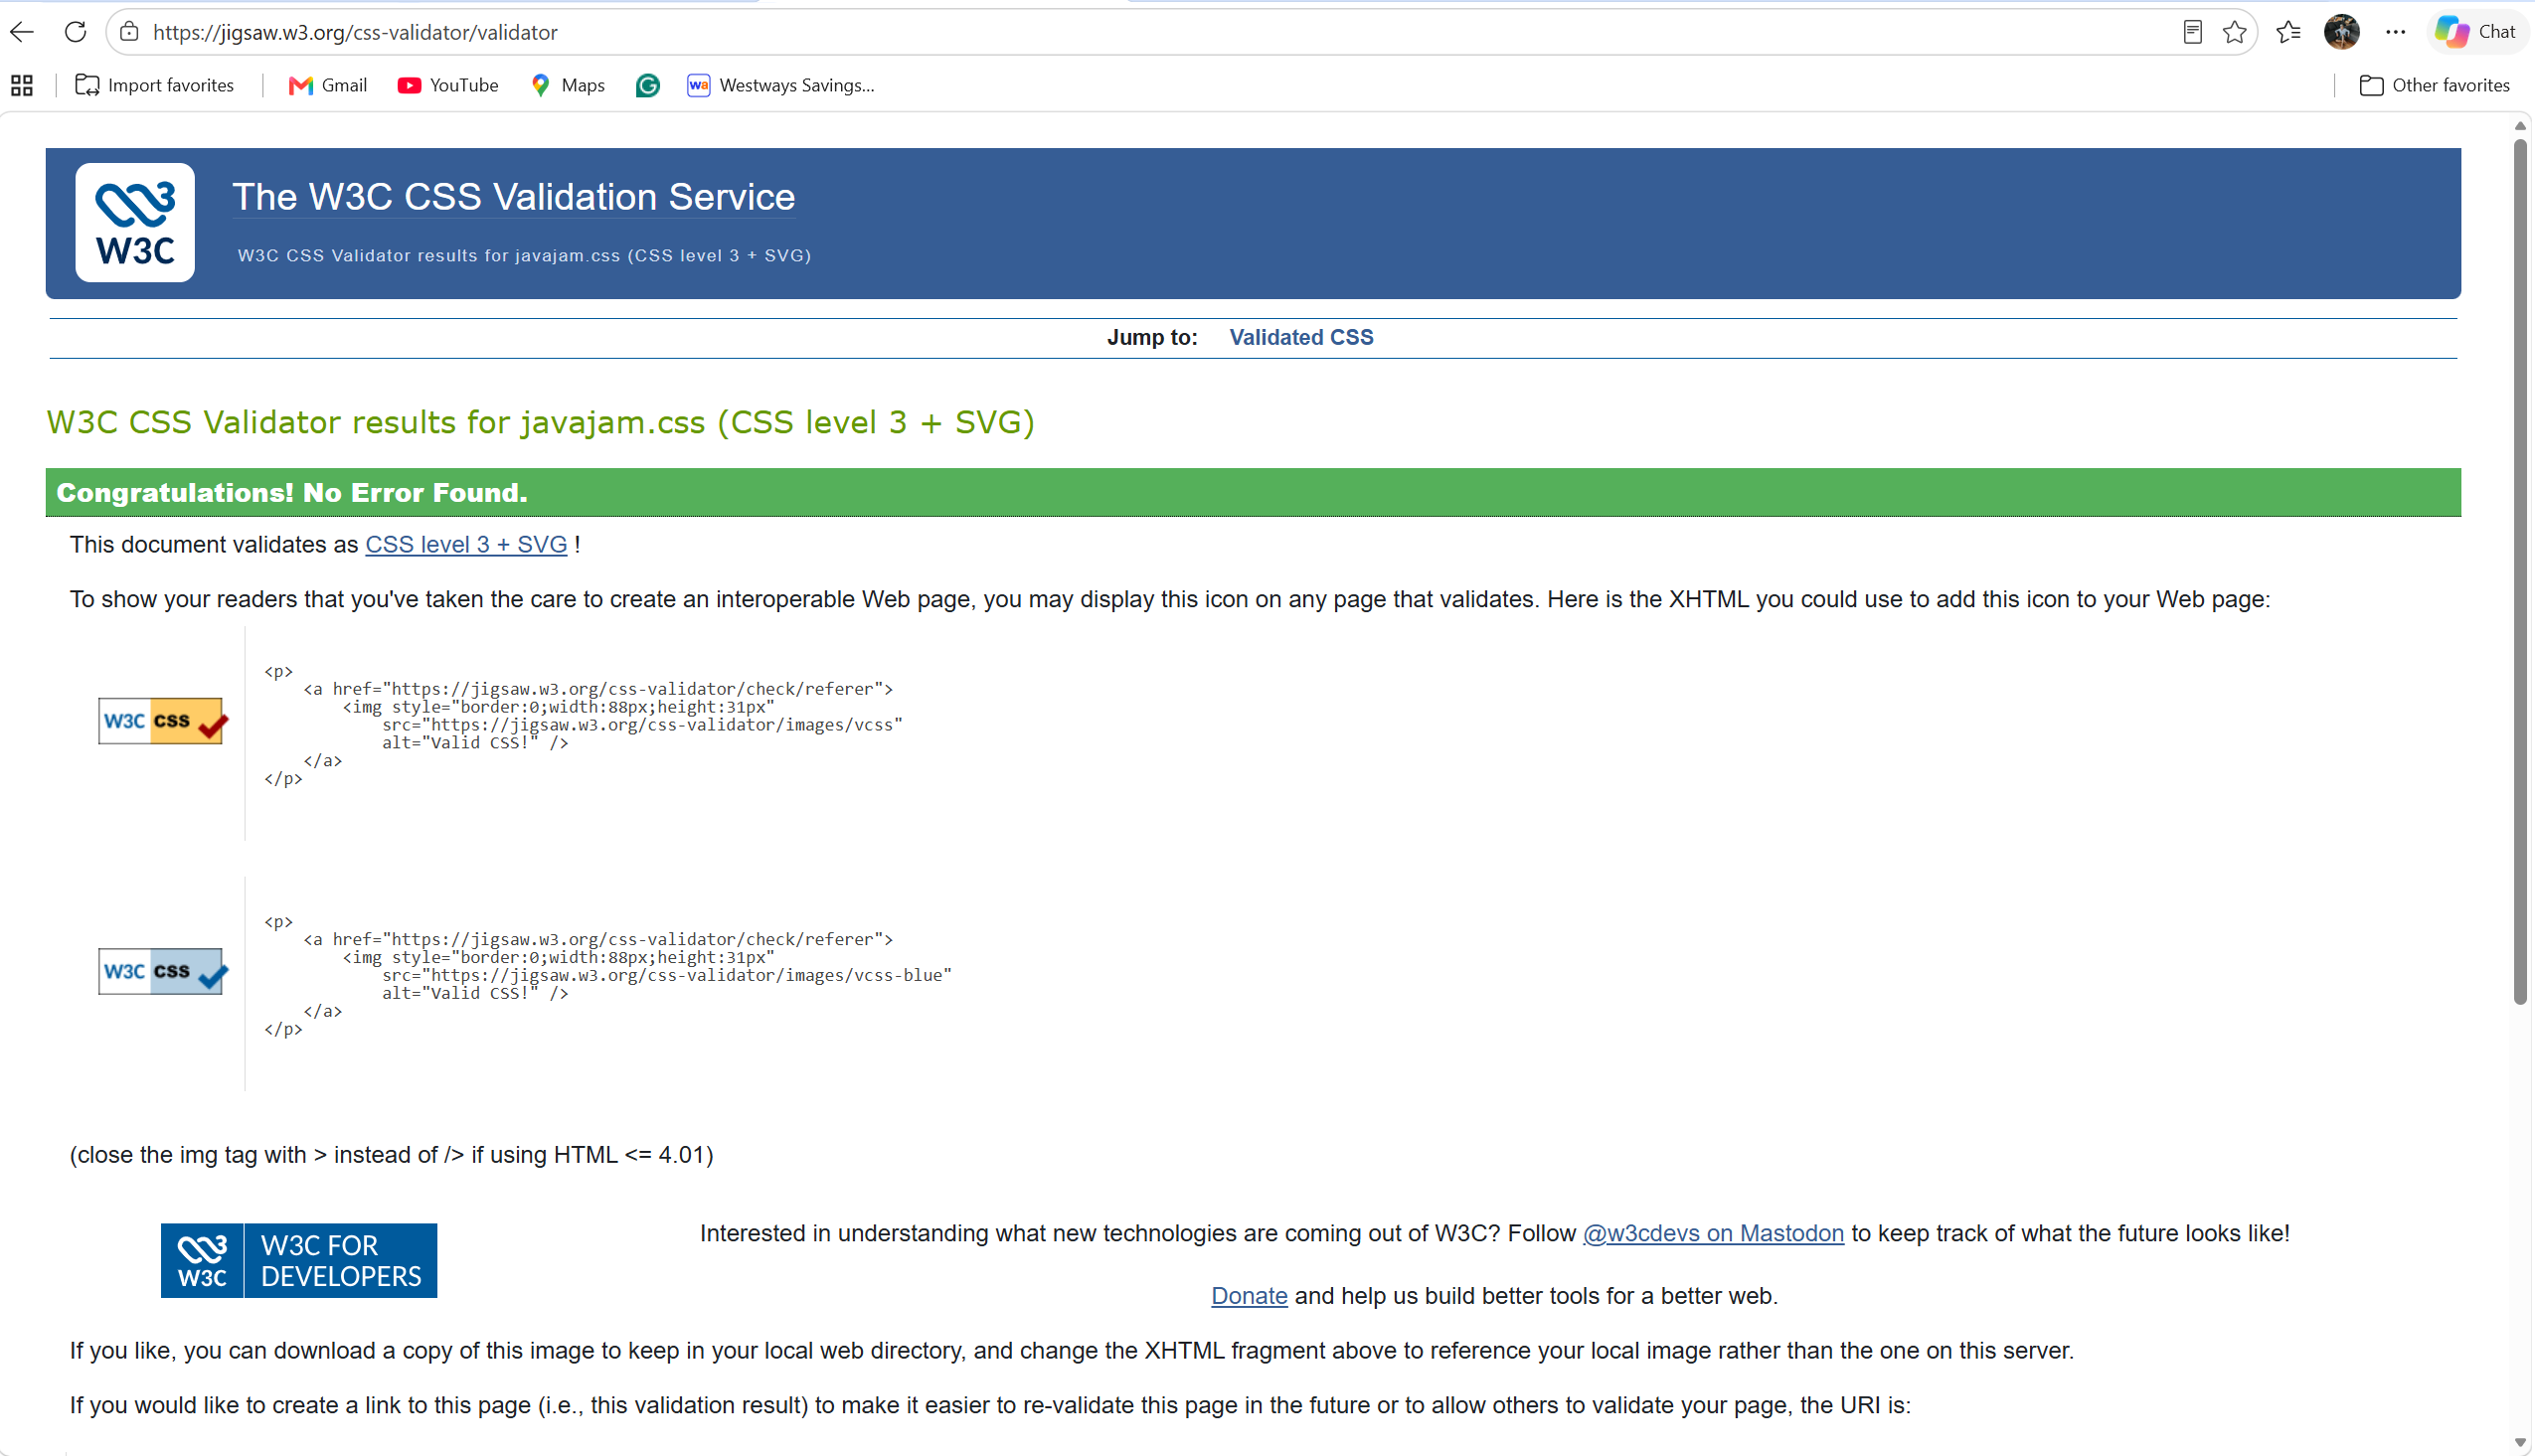 https://jigsaw.w3.org/css-validator/validator
Chat
Import favorites
Gmail
YouTube
Maps
wa
Westways Savings...
Other favorites
W3C
The W3C CSS Validation Service
W3C CSS Validator results for javajam.css (CSS level 3 + SVG)
Jump to: Validated CSS
W3C CSS Validator results for javajam.css (CSS level 3 + SVG)
Congratulations! No Error Found.
This document validates as CSS level 3 + SVG !
To show your readers that you've taken the care to create an interoperable Web page, you may display this icon on any page that validates. Here is the XHTML you could use to add this icon to your Web page:
W3C css
<p>
<a href="https://jigsaw.w3.org/css-validator/check/referer">
<img style="border:0;width:88px;height:31px"
src="https://jigsaw.w3.org/css-validator/images/vcss"
alt="Valid CSS!" />
</a>
</p>
W3C css
<p>
<a href="https://jigsaw.w3.org/css-validator/check/referer">
<img style="border:0;width:88px;height:31px"
src="https://jigsaw.w3.org/css-validator/images/vcss-blue"
alt="Valid CSS!" />
</a>
</p>
(close the img tag with > instead of /> if using HTML <= 4.01)
W3C
W3C FOR
DEVELOPERS
Interested in understanding what new technologies are coming out of W3C? Follow @w3cdevs on Mastodon to keep track of what the future looks like!
Donate and help us build better tools for a better web.
If you like, you can download a copy of this image to keep in your local web directory, and change the XHTML fragment above to reference your local image rather than the one on this server.
If you would like to create a link to this page (i.e., this validation result) to make it easier to re-validate this page in the future or to allow others to validate your page, the URI is: